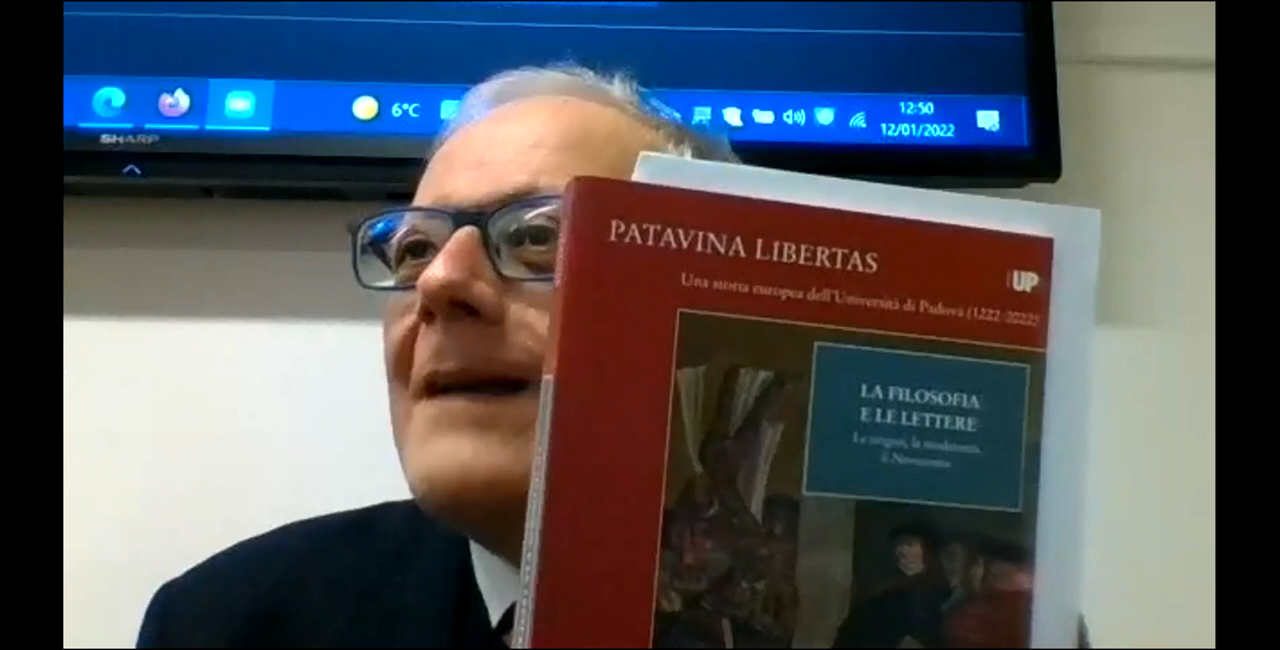 6°C
12:50
12/01/2022
SHARP
PATAVINA LIBERTAS
Una storia europea dell'Università di Padova (1222-2022)
UP
LA FILOSOFIA
E LE LETTERE
Le origini, la modernità,
il Novecento